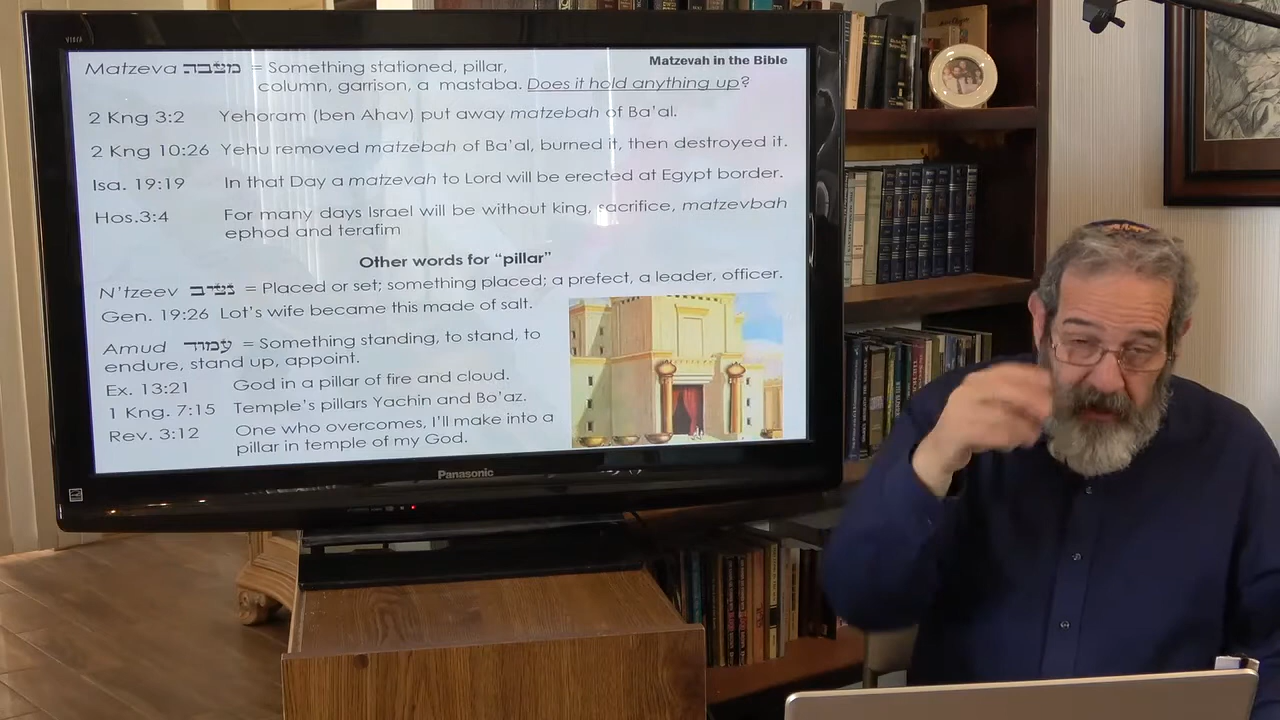 VIERA
Matzevah in the Bible
Matzeva מצבה = Something stationed, pillar,
column, garrison, a mastaba. Does it hold anything up?
2 Kng 3:2 Yehoram (ben Ahav) put away matzebah of Ba'al.
2 Kng 10:26 Yehu removed matzebah of Ba'al, burned it, then destroyed it.
Isa. 19:19 In that Day a matzevah to Lord will be erected at Egypt border.
Hos.3:4 For many days Israel will be without king, sacrifice, matzevbah
ephod and terafim
Other words for "pillar"
N'tzeev נציב = Placed or set; something placed; a prefect, a leader, officer.
Gen. 19:26 Lot's wife became this made of salt.
Amud עמוד = Something standing, to stand, to
endure, stand up, appoint.
Ex. 13:21 God in a pillar of fire and cloud.
1 Kng. 7:15 Temple's pillars Yachin and Bo'az.
Rev. 3:12 One who overcomes, I'll make into a
pillar in temple of my God.
Panasonic